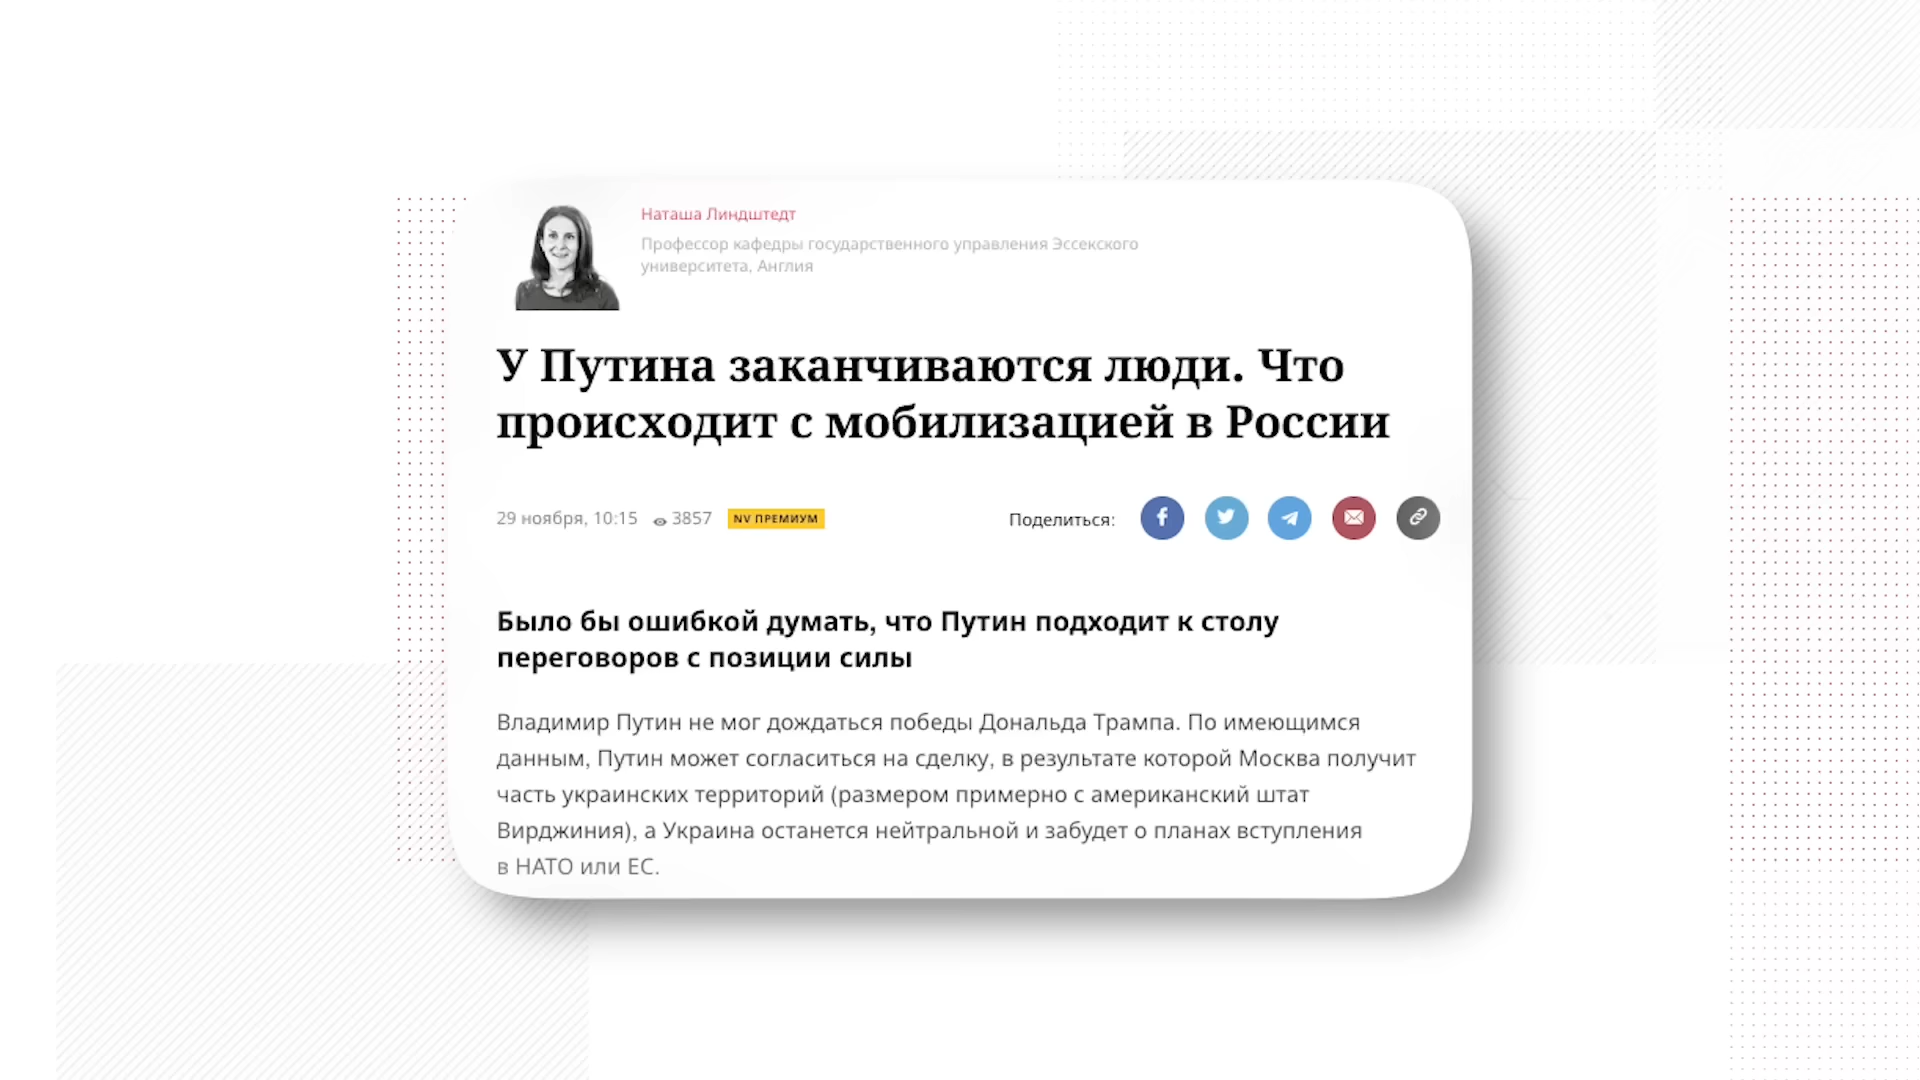 Наташа Линдштедт
Профессор кафедры государственного управления Эссекского
университета, Англия
У Путина заканчиваются люди. Что
происходит с мобилизацией в России
29 ноября, 10:15 3857 NV ПРЕМИУМ Поделиться:
Было бы ошибкой думать, что Путин подходит к столу
переговоров с позиции силы
Владимир Путин не мог дождаться победы Дональда Трампа. По имеющимся
данным, Путин может согласиться на сделку, в результате которой Москва получит
часть украинских территорий (размером примерно с американский штат
Вирджиния), а Украина останется нейтральной и забудет о планах вступления
в НАТО или ЕС.